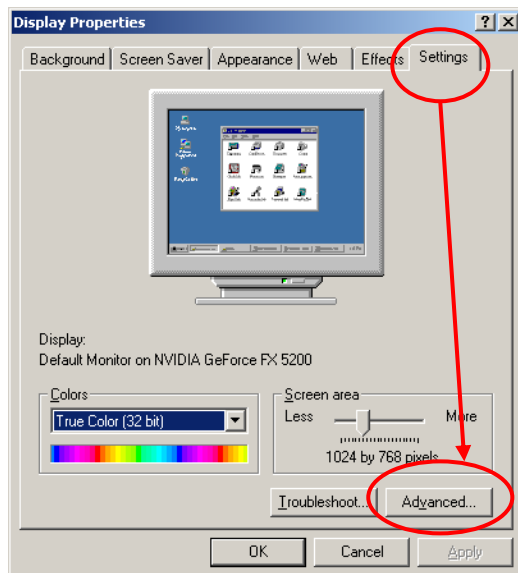 Display Properties
Background Screen Saver Appearance Web Effects Settings
Display:
Default Monitor on NVIDIA GeForce FX 5200
Colors
True Color (32 bit)
Screen area
Less More
1024 by 768 pixels
Troubleshoot... Advanced...
OK Cancel Apply